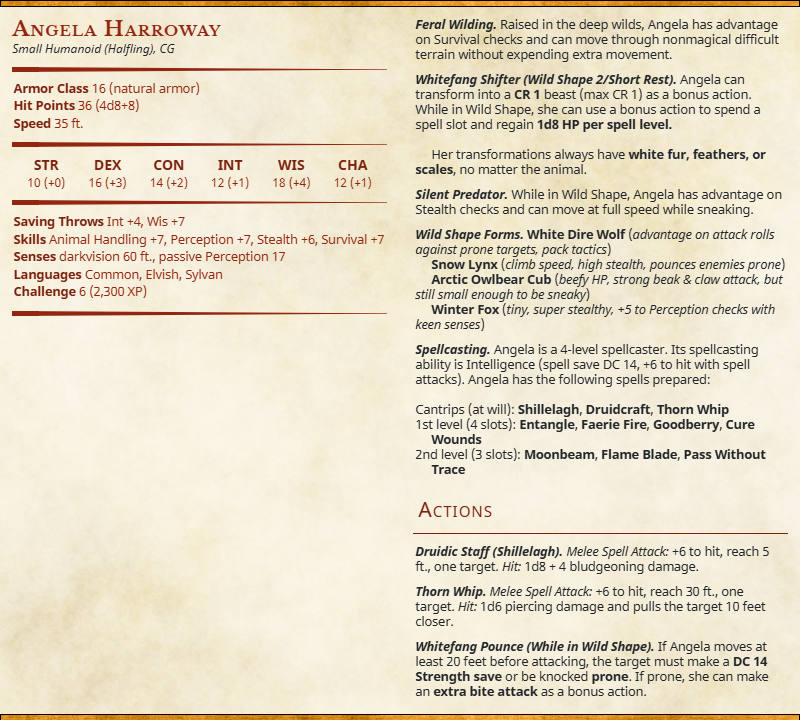 Angela Harroway
Small Humanoid (Halfling), CG
Armor Class 16 (natural armor)
Hit Points 36 (4d8+8)
Speed 35 ft.
STR DEX CON INT WIS CHA
10 (+0) 16 (+3) 14 (+2) 12 (+1) 18 (+4) 12 (+1)
Saving Throws Int +4, Wis +7
Skills Animal Handling +7, Perception +7, Stealth +6, Survival +7
Senses darkvision 60 ft., passive Perception 17
Languages Common, Elvish, Sylvan
Challenge 6 (2,300 XP)
Feral Wilding. Raised in the deep wilds, Angela has advantage
on Survival checks and can move through nonmagical difficult
terrain without expending extra movement.
Whitefang Shifter (Wild Shape 2/Short Rest). Angela can
transform into a CR 1 beast (max CR 1) as a bonus action.
While in Wild Shape, she can use a bonus action to spend a
spell slot and regain 1d8 HP per spell level.
Her transformations always have white fur, feathers, or
scales, no matter the animal.
Silent Predator. While in Wild Shape, Angela has advantage on
Stealth checks and can move at full speed while sneaking.
Wild Shape Forms. White Dire Wolf (advantage on attack rolls
against prone targets, pack tactics)
Snow Lynx (climb speed, high stealth, pounces enemies prone)
Arctic Owlbear Cub (beefy HP, strong beak & claw attack, but
still small enough to be sneaky)
Winter Fox (tiny, super stealthy, +5 to Perception checks with
keen senses)
Spellcasting. Angela is a 4-level spellcaster. Its spellcasting
ability is Intelligence (spell save DC 14, +6 to hit with spell
attacks). Angela has the following spells prepared:
Cantrips (at will): Shillelagh, Druidcraft, Thorn Whip
1st level (4 slots): Entangle, Faerie Fire, Goodberry, Cure
Wounds
2nd level (3 slots): Moonbeam, Flame Blade, Pass Without
Trace
Actions
Druidic Staff (Shillelagh). Melee Spell Attack: +6 to hit, reach 5
ft., one target. Hit: 1d8 + 4 bludgeoning damage.
Thorn Whip. Melee Spell Attack: +6 to hit, reach 30 ft., one
target. Hit: 1d6 piercing damage and pulls the target 10 feet
closer.
Whitefang Pounce (While in Wild Shape). If Angela moves at
least 20 feet before attacking, the target must make a DC 14
Strength save or be knocked prone. If prone, she can make
an extra bite attack as a bonus action.